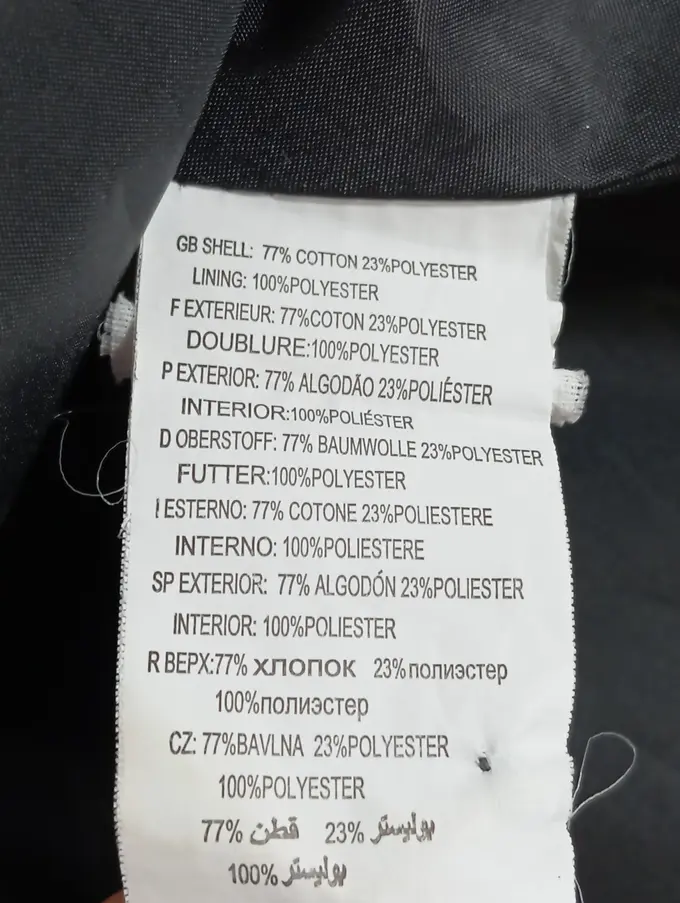 GB SHELL: 77% COTTON 23%POLYESTER
LINING: 100%POLYESTER
F EXTERIEUR: 77%COTON 23%POLYESTER
DOUBLURE:100%POLYESTER
P EXTERIOR: 77% ALGODÃO 23%POLIÉSTER
INTERIOR:100%POLIÉSTER
D OBERSTOFF: 77% BAUMWOLLE 23%POLYESTER
FUTTER:100%POLYESTER
I ESTERNO: 77% COTONE 23%POLIESTERE
INTERNO: 100%POLIESTERE
SP EXTERIOR: 77% ALGODÓN 23%POLIESTER
INTERIOR: 100%POLIESTER
R ВЕРХ:77% ХЛОПОК 23%полиэстер
100%полиэстер
CZ: 77%BAVLNA 23%POLYESTER
100%POLYESTER
77% قطن 23% بوليستر
100% بوليستر